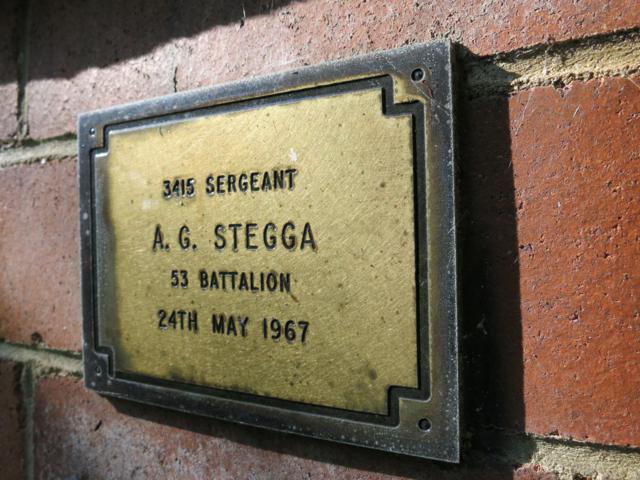 3415 SERGEANT
A. G. STEGGA
53 BATTALION
24TH MAY 1967